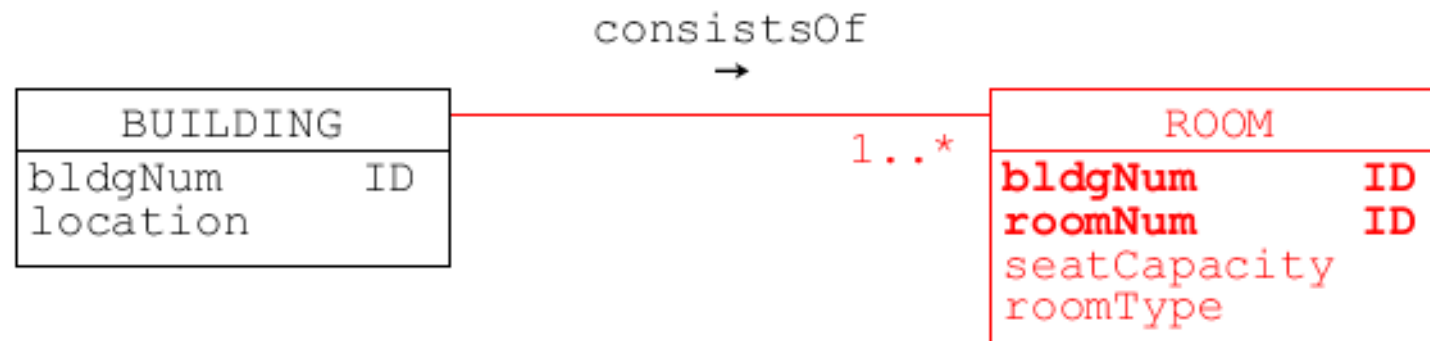 consistsOf
→
BUILDING
bldgNum ID
location
1..*
ROOM
bldgNum ID
roomNum ID
seatCapacity
roomType